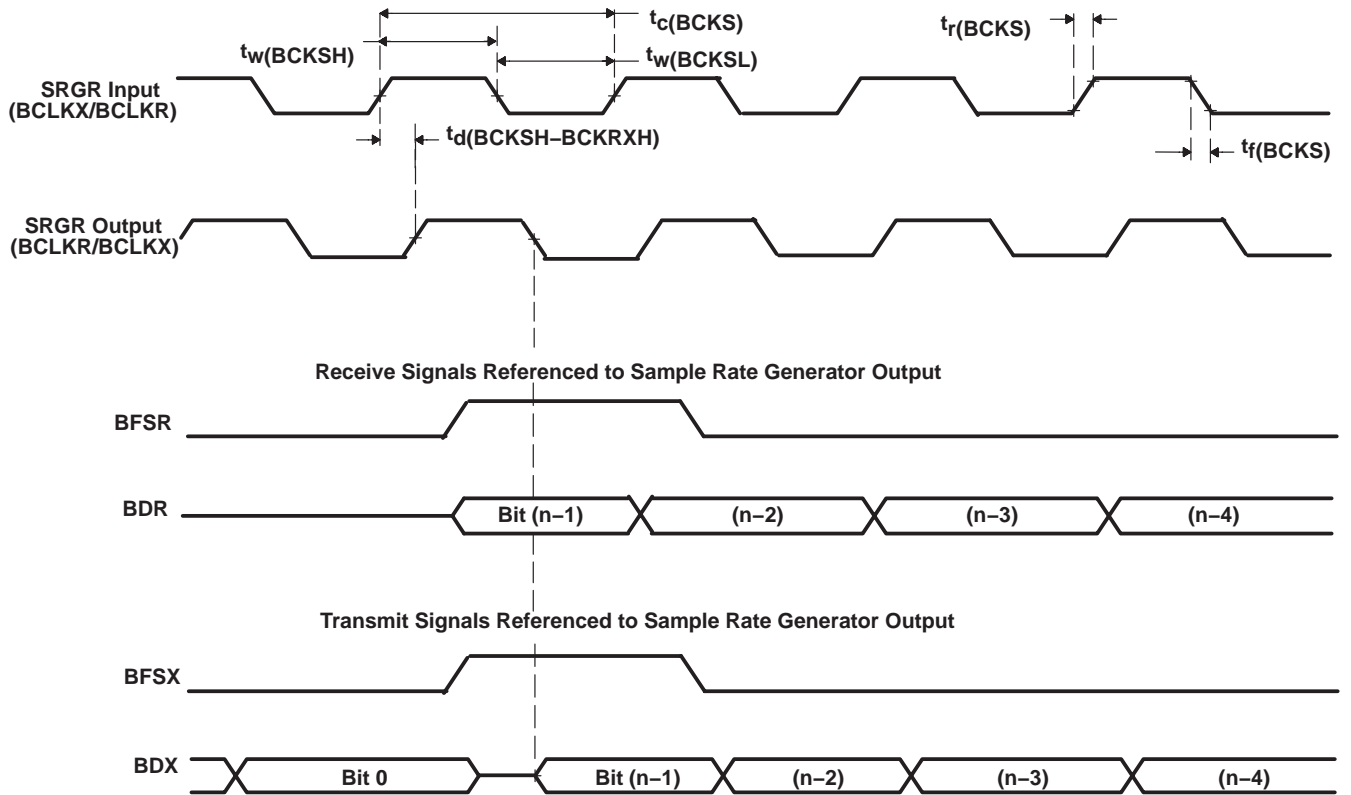 tc(BCKS)
tr(BCKS)
tw(BCKSH)
tw(BCKSL)
SRGR Input
(BCLKX/BCLKR)
td(BCKSH–BCKRXH)
tf(BCKS)
SRGR Output
(BCLKR/BCLKX)
Receive Signals Referenced to Sample Rate Generator Output
BFSR
BDR
Bit (n–1)
(n–2)
(n–3)
(n–4)
Transmit Signals Referenced to Sample Rate Generator Output
BFSX
BDX
Bit 0
Bit (n–1)
(n–2)
(n–3)
(n–4)